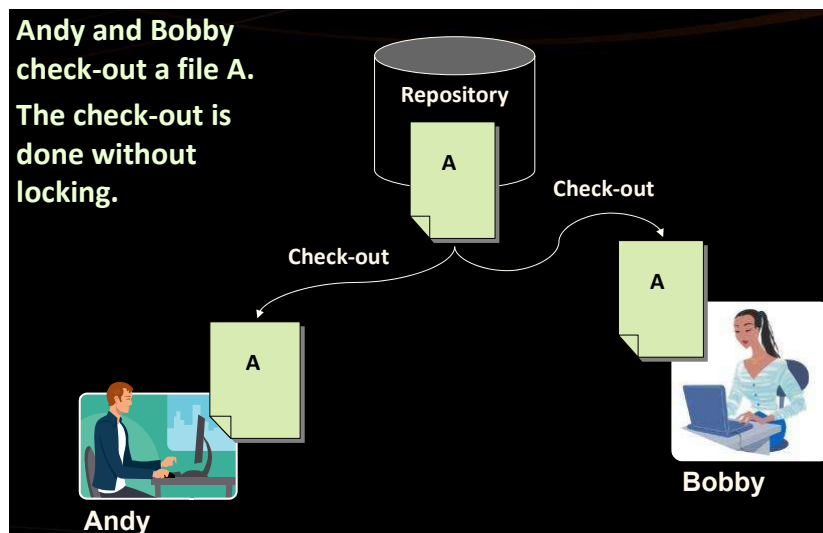 Andy and Bobby
check-out a file A.
The check-out is
done without
locking.
Repository
A
Check-out
Check-out
A
A
Bobby
Andy